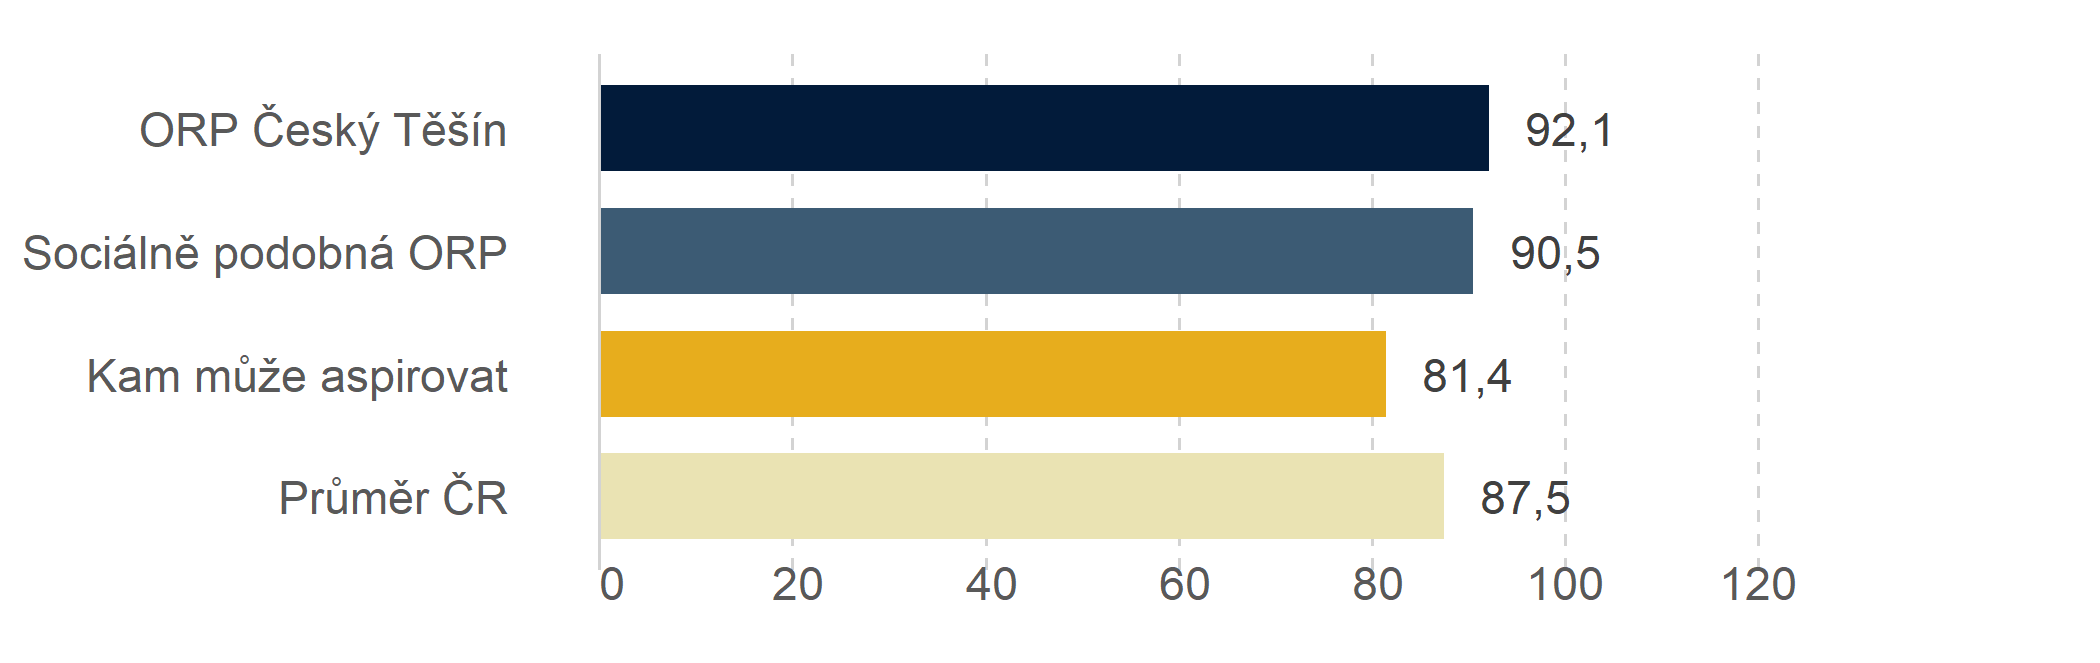 ORP Český Těšín
92,1
Sociálně podobná ORP
90,5
Kam může aspirovat
81,4
Průměr ČR
87,5
0 20 40 60 80 100 120